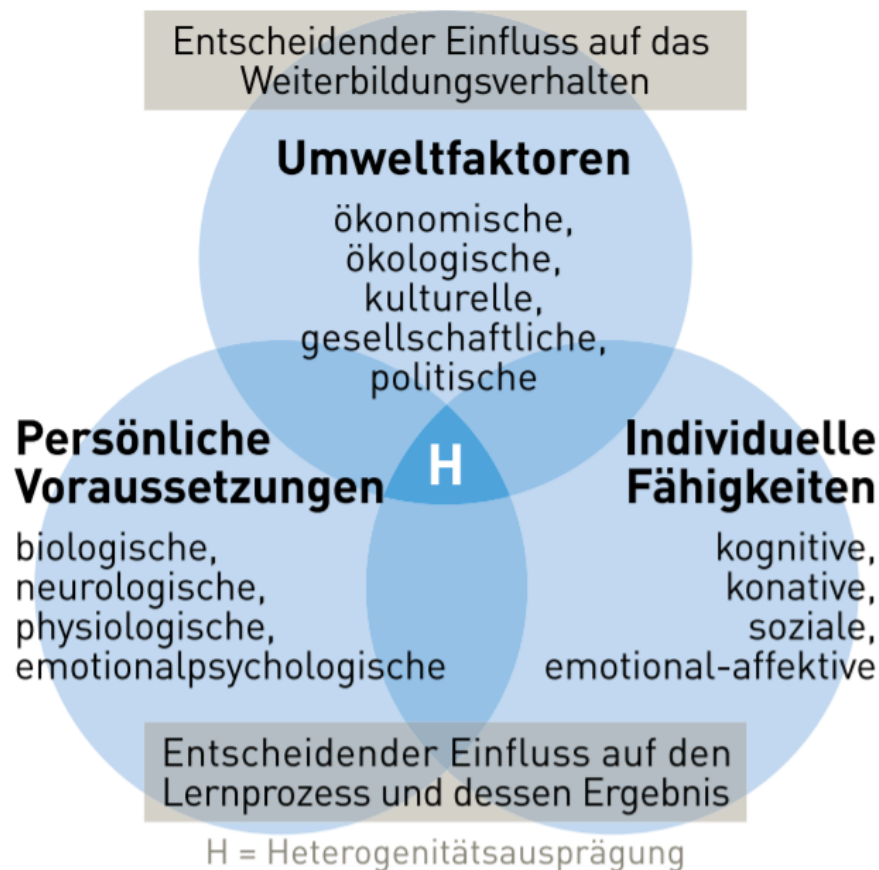 Entscheidender Einfluss auf das
Weiterbildungsverhalten
Umweltfaktoren
ökonomische,
ökologische,
kulturelle,
gesellschaftliche,
politische
Persönliche
Voraussetzungen
biologische,
neurologische,
physiologische,
emotionalpsychologische
H
Individuelle
Fähigkeiten
kognitive,
konative,
soziale,
emotional-affektive
Entscheidender Einfluss auf den
Lernprozess und dessen Ergebnis
H = Heterogenitätsausprägung